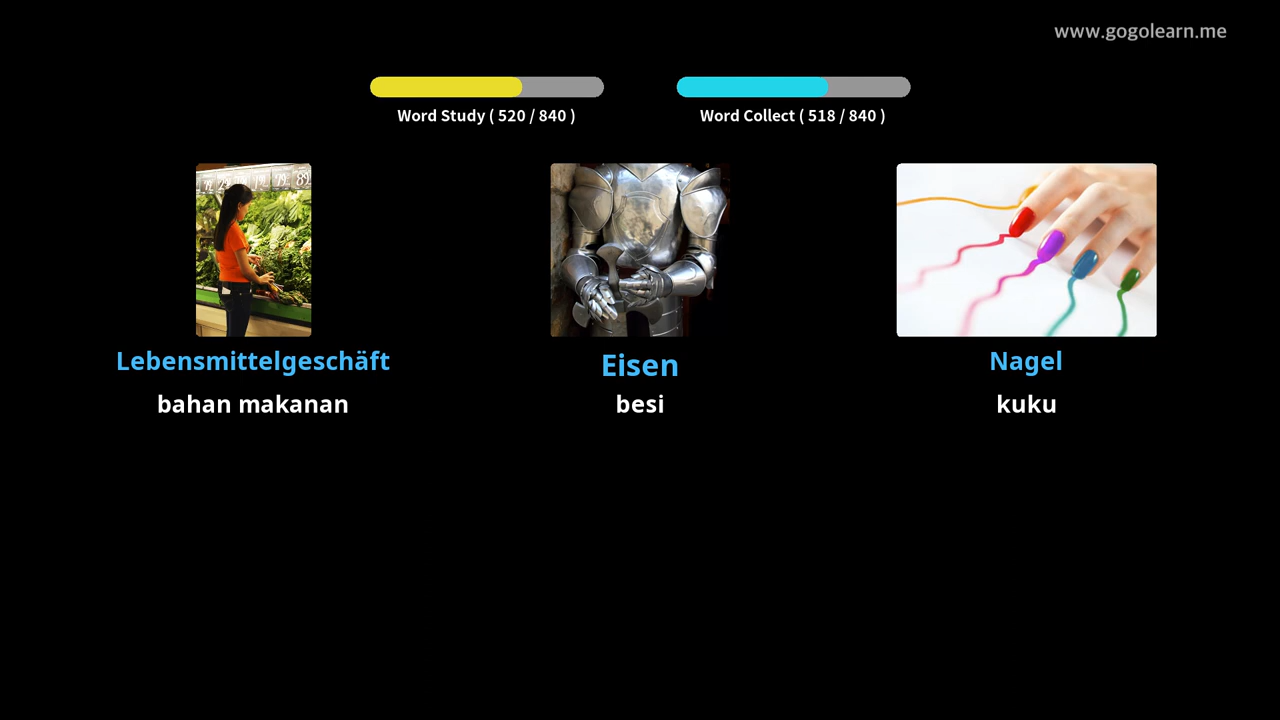 www.gogolearn.me
Word Study ( 520 / 840 )
Word Collect ( 518 / 840 )
Lebensmittelgeschäft
bahan makanan
Eisen
besi
Nagel
kuku